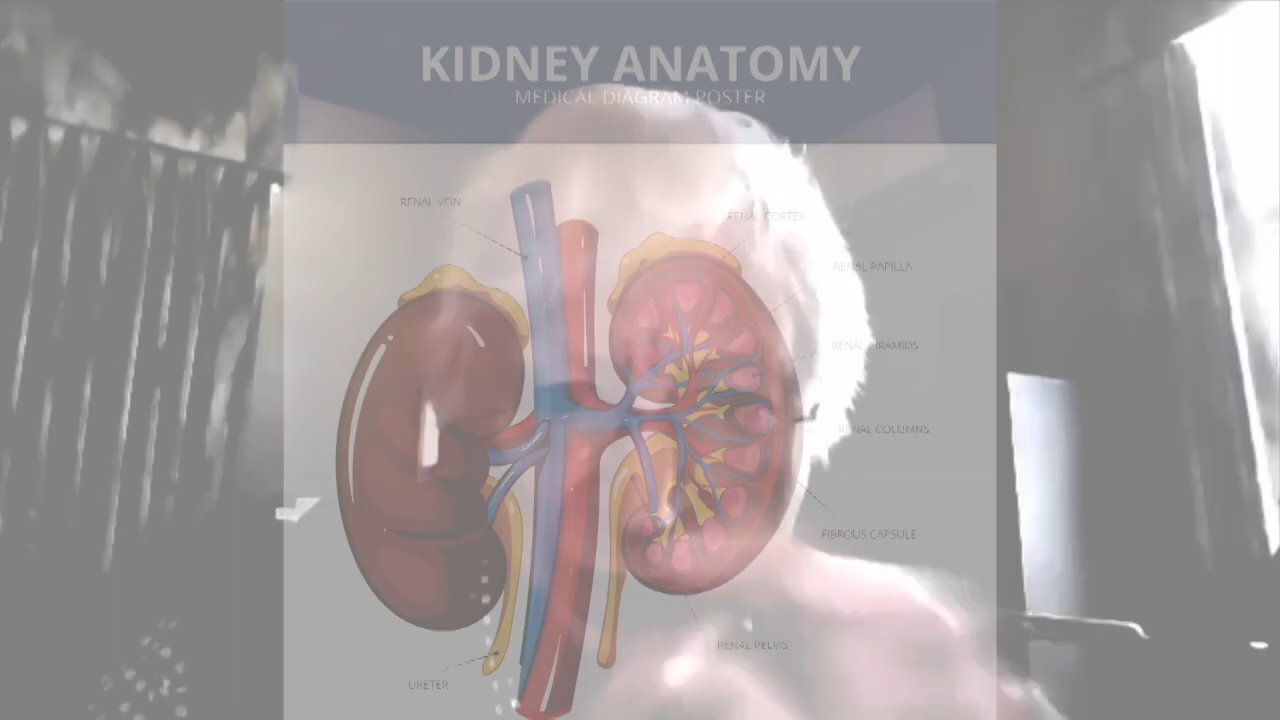 KIDNEY ANATOMY
MEDICAL DIAGRAM POSTER
RENAL VEIN
RENAL CORTEX
RENAL PAPILLA
RENAL PIRAMIDS
RENAL COLUMNS
FIBROUS CAPSULE
RENAL PELVIS
URETER